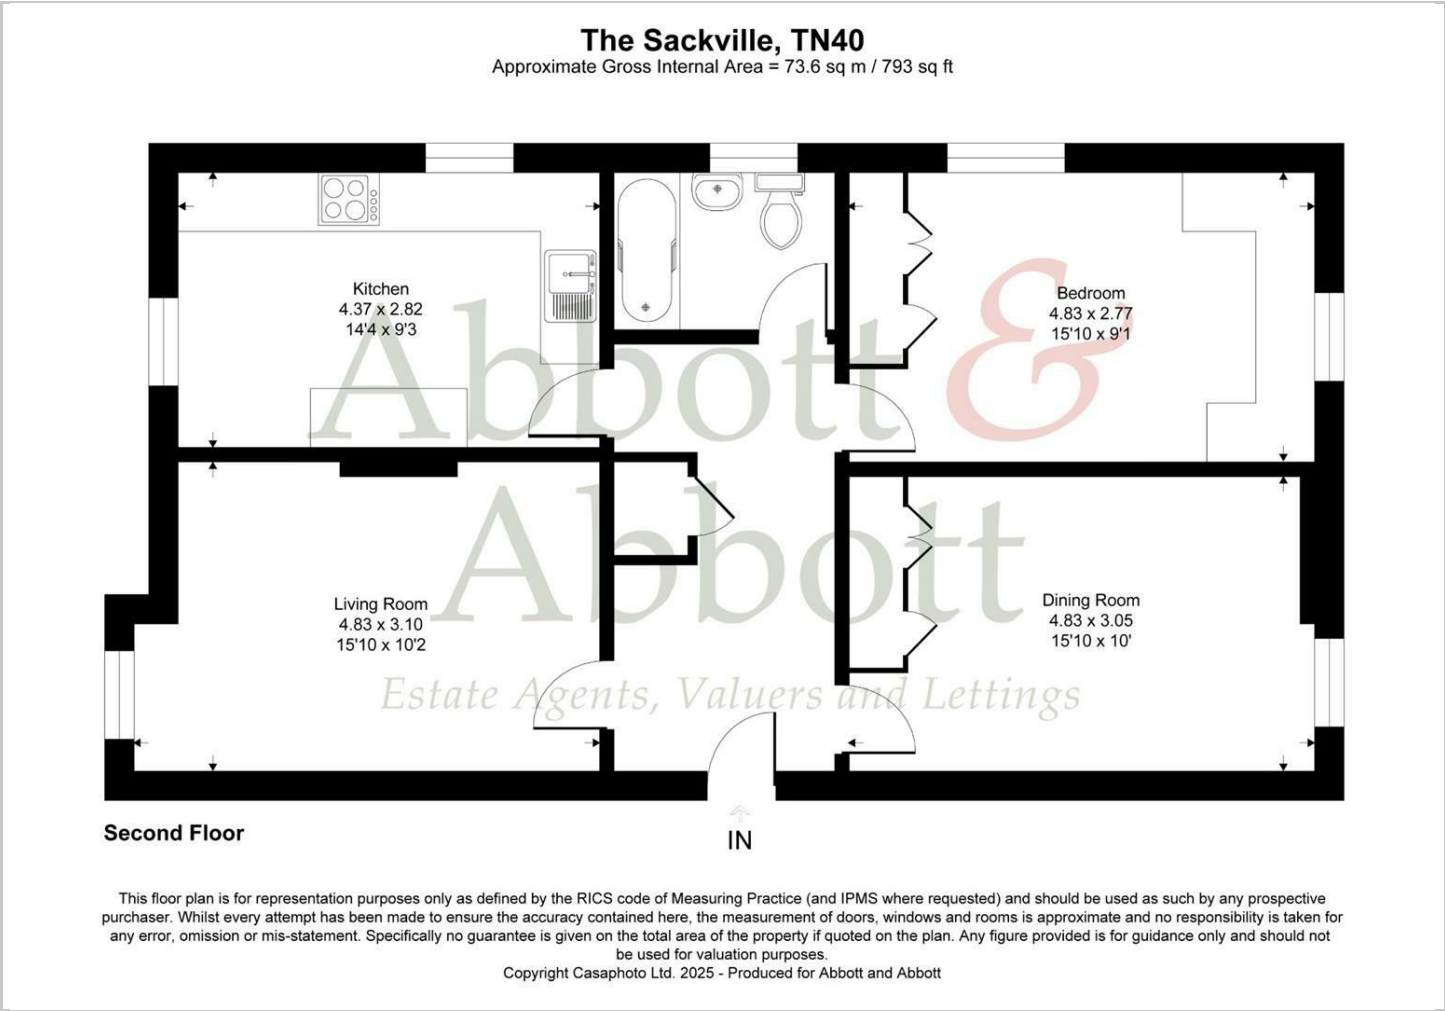 The Sackville, TN40
Approximate Gross Internal Area = 73.6 sq m / 793 sq ft
Kitchen
4.37 x 2.82
14'4 x 9'3
Bedroom
4.83 x 2.77
15'10 x 9'1
Abbott &
Abbott
Living Room
4.83 x 3.10
15'10 x 10'2
Dining Room
4.83 x 3.05
15'10 x 10'
Estate Agents, Valuers and Lettings
Second Floor
IN
This floor plan is for representation purposes only as defined by the RICS code of Measuring Practice (and IPMS where requested) and should be used as such by any prospective
purchaser. Whilst every attempt has been made to ensure the accuracy contained here, the measurement of doors, windows and rooms is approximate and no responsibility is taken for
any error, omission or mis-statement. Specifically no guarantee is given on the total area of the property if quoted on the plan. Any figure provided is for guidance only and should not
be used for valuation purposes.
Copyright Casaphoto Ltd. 2025 - Produced for Abbott and Abbott